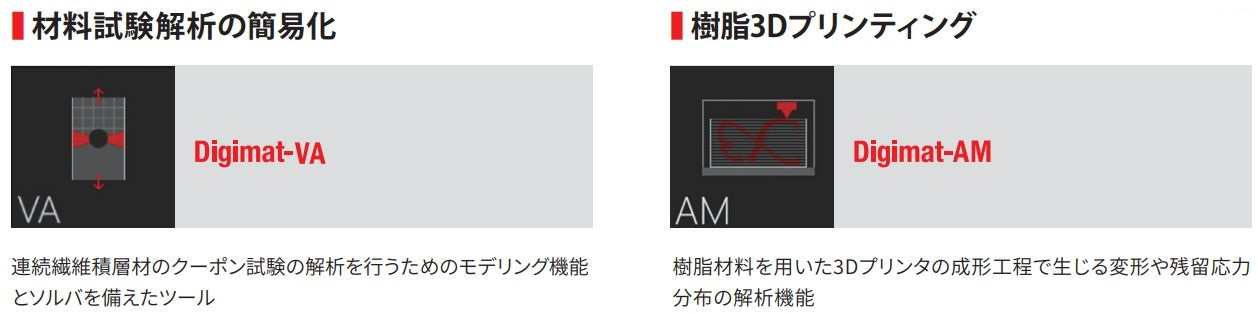 材料試験解析の簡易化
VA
Digimat-VA
連続繊維積層材のクーポン試験の解析を行うためのモデリング機能
とソルバを備えたツール
樹脂3Dプリンティング
AM
Digimat-AM
樹脂材料を用いた3Dプリンタの成形工程で生じる変形や残留応力
分布の解析機能